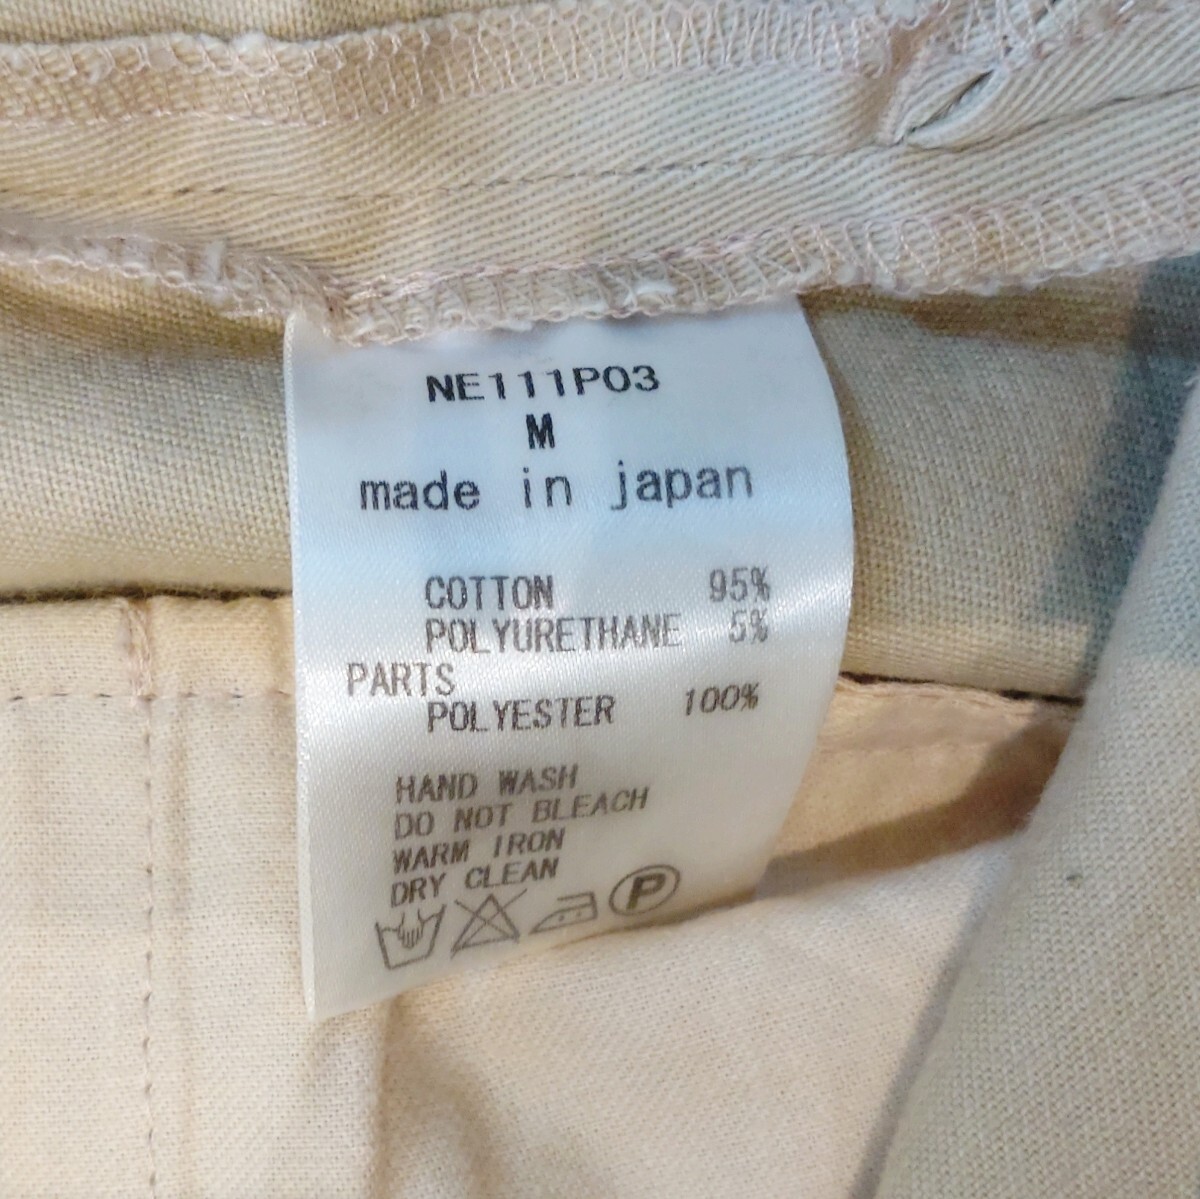 NE111P03
M
made in japan
COTTON 95%
POLYURETHANE 5%
PARTS
POLYESTER 100%
HAND WASH
DO NOT BLEACH
WARM IRON
DRY CLEAN
P